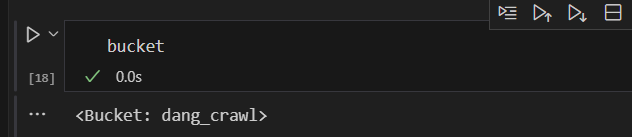 bucket
[18]
0.0s
<Bucket: dang_crawl>